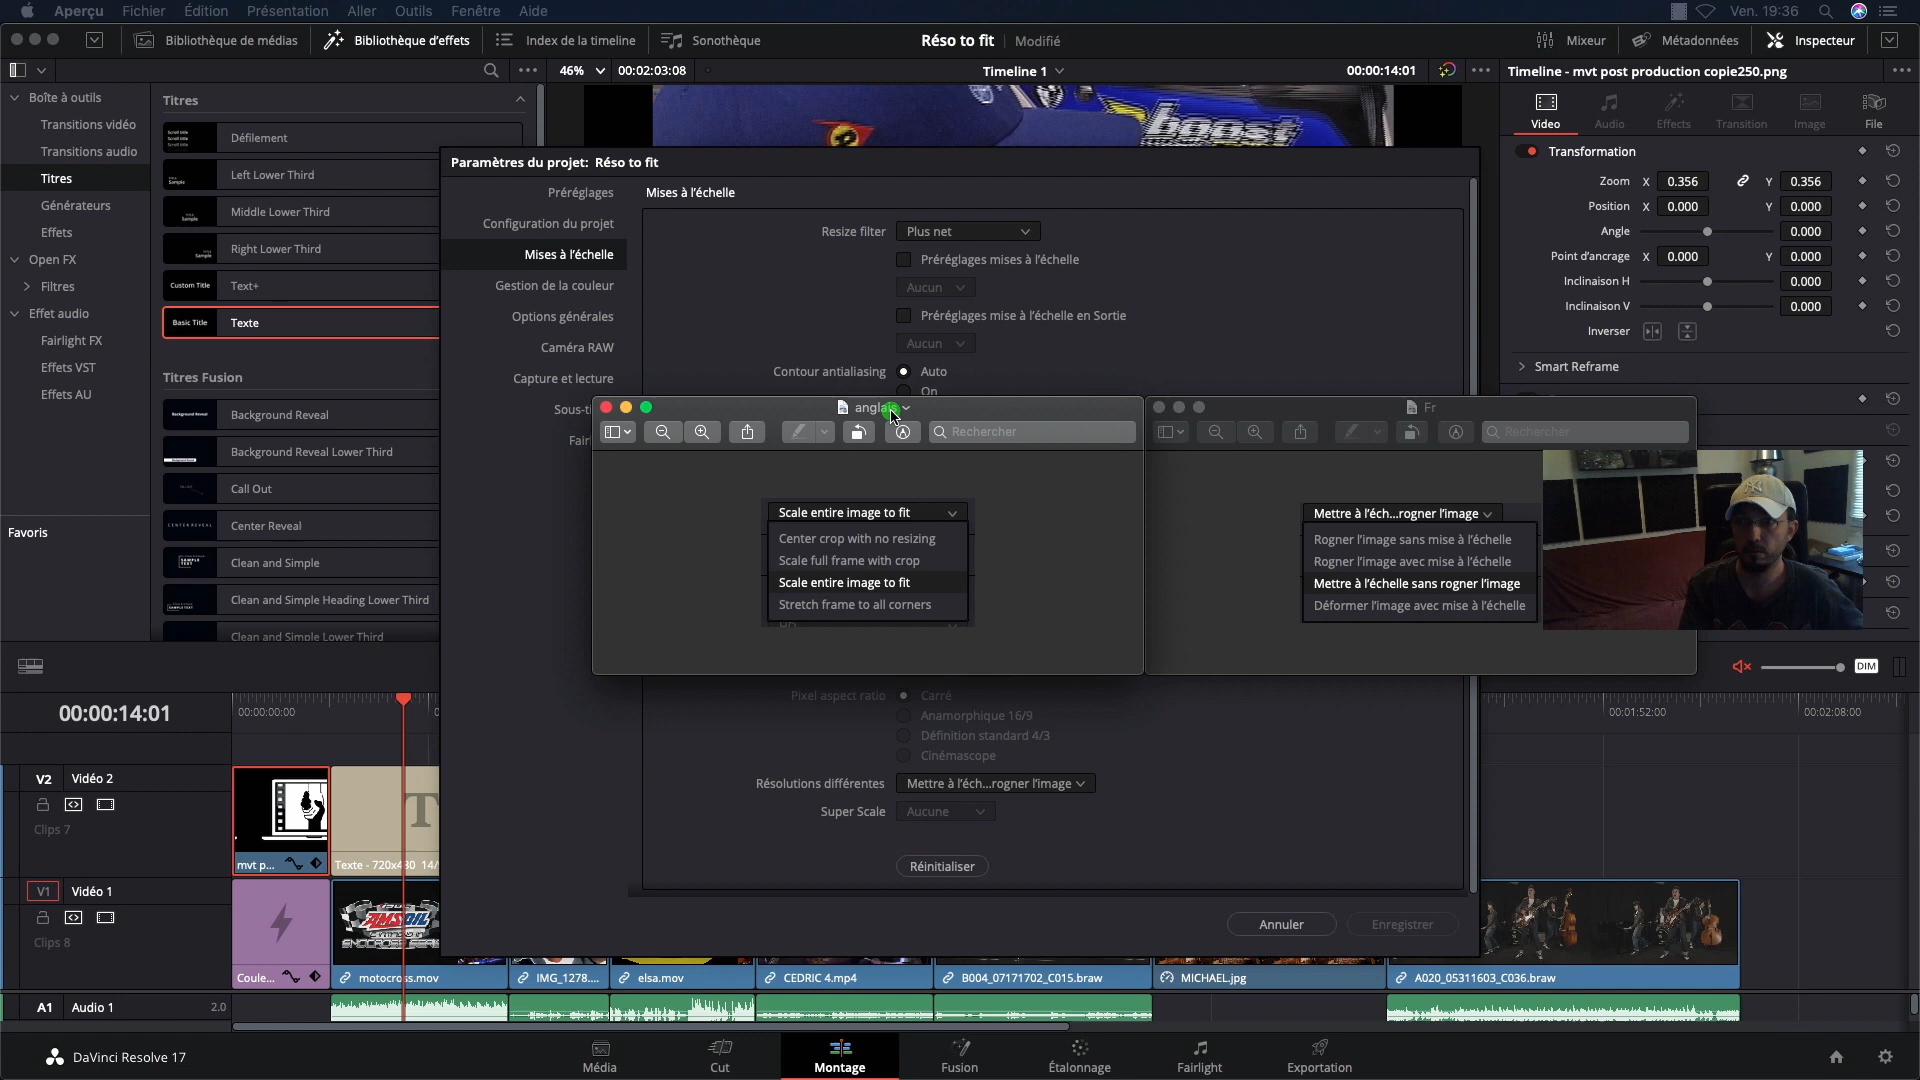 Aperçu Fichier Édition Présentation Aller Outils Fenêtre Aide Ven. 19:36
Bibliothèque de médias Bibliothèque d'effets Index de la timeline Sonothèque Réso to fit Modifié Mixeur Métadonnées Inspecteur
46% 00:02:03:08 Timeline 1 00:00:14:01 Timeline - mvt post production copie250.png
Boîte à outils
Transitions vidéo
Transitions audio
Titres
Générateurs
Effets
Open FX
Filtres
Effet audio
Fairlight FX
Effets VST
Effets AU
Favoris
Titres
Défilement
Left Lower Third
Middle Lower Third
Right Lower Third
Custom Title Text+
Basic Title Texte
Titres Fusion
Background Reveal
Background Reveal Lower Third
Call Out
Center Reveal
Clean and Simple
Clean and Simple Heading Lower Third
Clean and Simple Lower Third
boost
Paramètres du projet: Réso to fit
Préréglages
Configuration du projet
Mises à l'échelle
Gestion de la couleur
Options générales
Caméra RAW
Capture et lecture
Sous-ti
Fair
Mises à l'échelle
Resize filter Plus net
Préréglages mises à l'échelle
Aucun
Préréglages mise à l'échelle en Sortie
Aucun
Contour antialiasing Auto
On
anglais
Rechercher
Scale entire image to fit
Center crop with no resizing
Scale full frame with crop
Scale entire image to fit
Stretch frame to all corners
Fr
Rechercher
Mettre à l'éch...rogner l'image
Rogner l'image sans mise à l'échelle
Rogner l'image avec mise à l'échelle
Mettre à l'échelle sans rogner l'image
Déformer l'image avec mise à l'échelle
Pixel aspect ratio Carré
Anamorphique 16/9
Définition standard 4/3
Cinémascope
Résolutions différentes Mettre à l'éch...rogner l'image
Super Scale Aucune
Réinitialiser
Annuler Enregistrer
Video Audio Effects Transition Image File
Transformation
Zoom X 0.356 Y 0.356
Position X 0.000 Y 0.000
Angle 0.000
Point d'ancrage X 0.000 Y 0.000
Inclinaison H 0.000
Inclinaison V 0.000
Inverser
Smart Reframe
DIM
00:00:14:01 00:00:00:00 00:01:52:00 00:02:08:00
V2 Vidéo 2
Clips 7
mvt p... Texte - 720x480 14/
V1 Vidéo 1
Clips 8
AMSOIL
SNOCROSS SERIES
Coule... motocross.mov IMG_1278.... elsa.mov CEDRIC 4.mp4 B004_07171702_C015.braw MICHAEL.jpg A020_05311603_C036.braw
A1 Audio 1 2.0
DaVinci Resolve 17 Média Cut Montage Fusion Étalonnage Fairlight Exportation